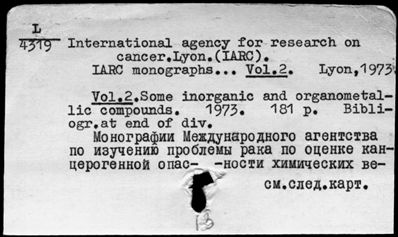 L
4319
International agency for research on
cancer.Lyon.(IARC).
IARC monographs... Vol.2. Lyon,1973.
Vol.2.Some inorganic and organometal-
lic compounds. 1973. 181 p. Bibli-
ogr.at end of div.
Монографии Международного агентства
по изучению проблемы рака по оценке кан-
церогенной опас- -ности химических ве-
см.след.карт.